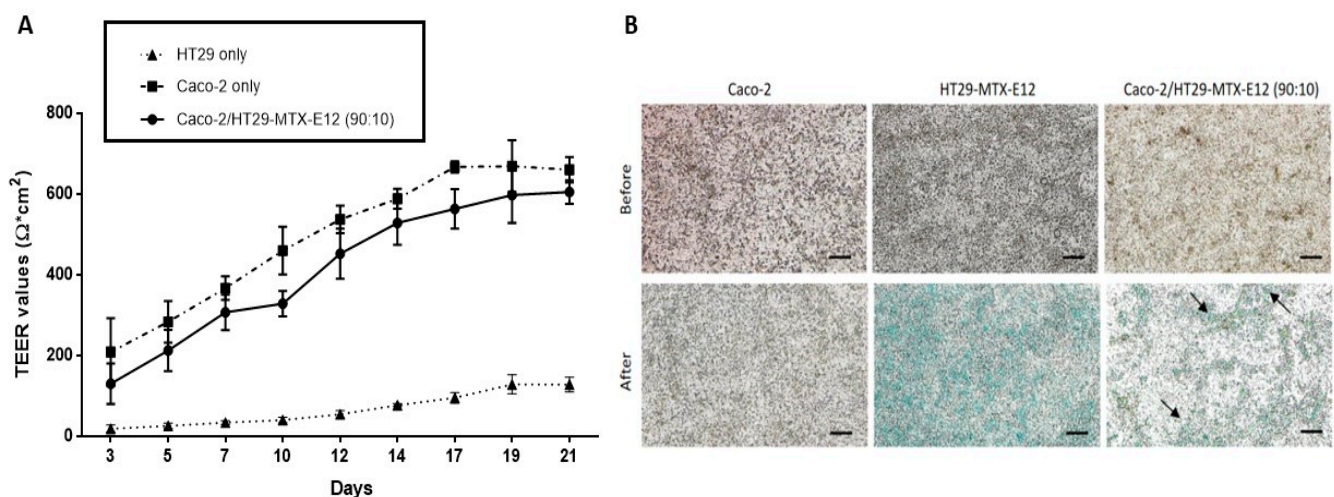 A
HT29 only
Caco-2 only
Caco-2/HT29-MTX-E12 (90:10)
TEER values (Ω*cm2)
800
600
400
200
0
3 5 7 10 12 14 17 19 21
Days
B
Caco-2 HT29-MTX-E12 Caco-2/HT29-MTX-E12 (90:10)
Before
After